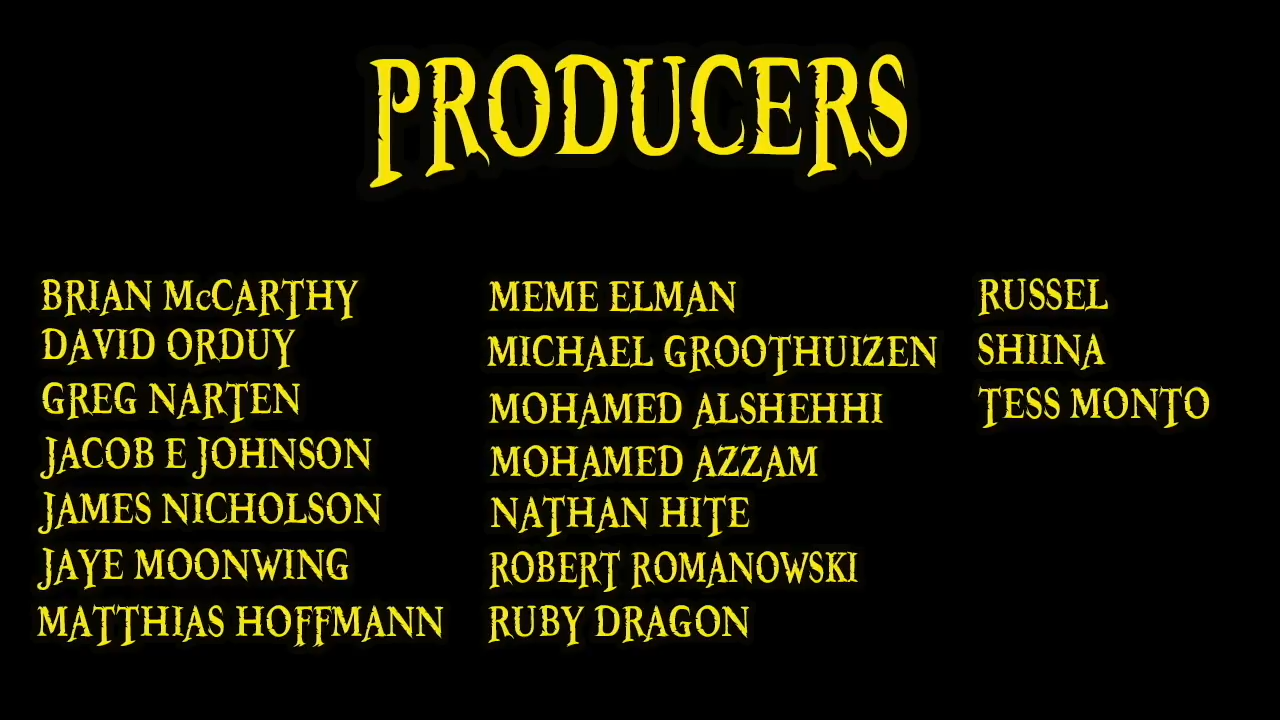 PRODUCERS
BRIAN McCARTHY
DAVID ORDUY
GREG NARTEN
JACOB E JOHNSON
JAMES NICHOLSON
JAYE MOONWING
MATTHIAS HOFFMANN
MEME ELMAN
MICHAEL GROOTHUIZEN
MOHAMED ALSHEHHI
MOHAMED AZZAM
NATHAN HITE
ROBERT ROMANOWSKI
RUBY DRAGON
RUSSEL
SHIINA
TESS MONTO